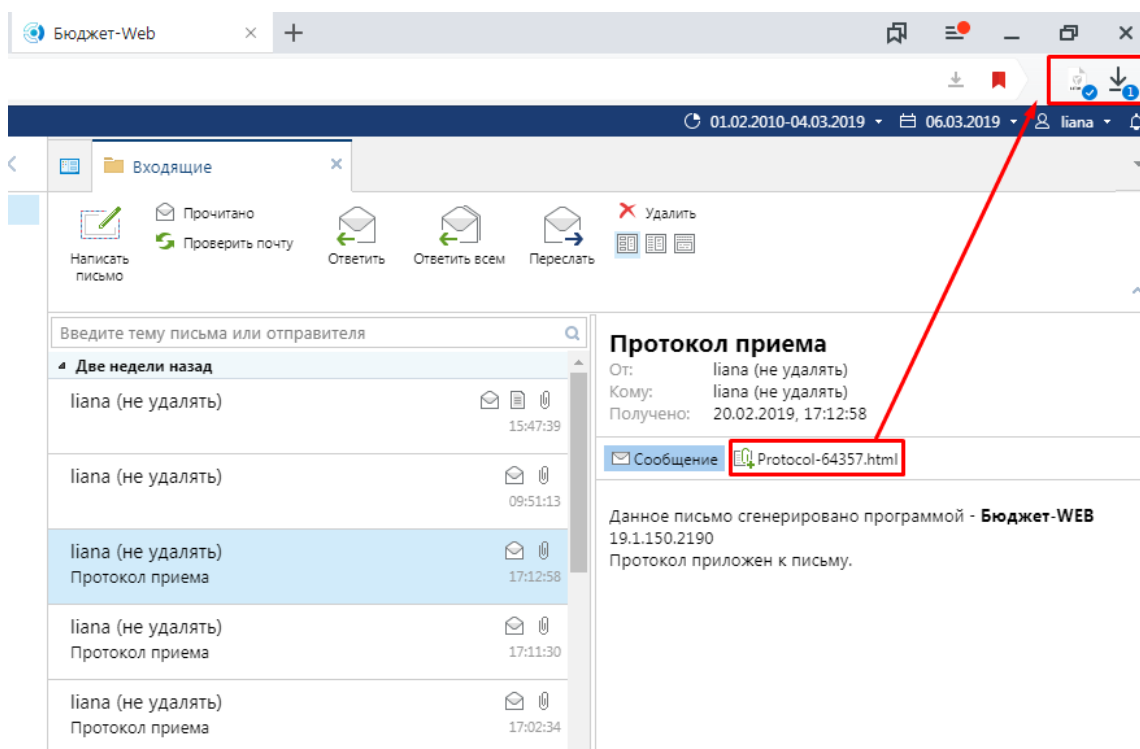 Бюджет-Web
01.02.2010-04.03.2019
06.03.2019
liana
1
Входящие
Написать
письмо
Прочитано
Проверить почту
Ответить
Ответить всем
Переслать
Удалить
Введите тему письма или отправителя
Две недели назад
liana (не удалять)
15:47:39
liana (не удалять)
09:51:13
liana (не удалять)
Протокол приема
17:12:58
liana (не удалять)
Протокол приема
17:11:30
liana (не удалять)
Протокол приема
17:02:34
Протокол приема
От: liana (не удалять)
Кому: liana (не удалять)
Получено: 20.02.2019, 17:12:58
Сообщение
Protocol-64357.html
Данное письмо сгенерировано программой - Бюджет-WEB
19.1.150.2190
Протокол приложен к письму.